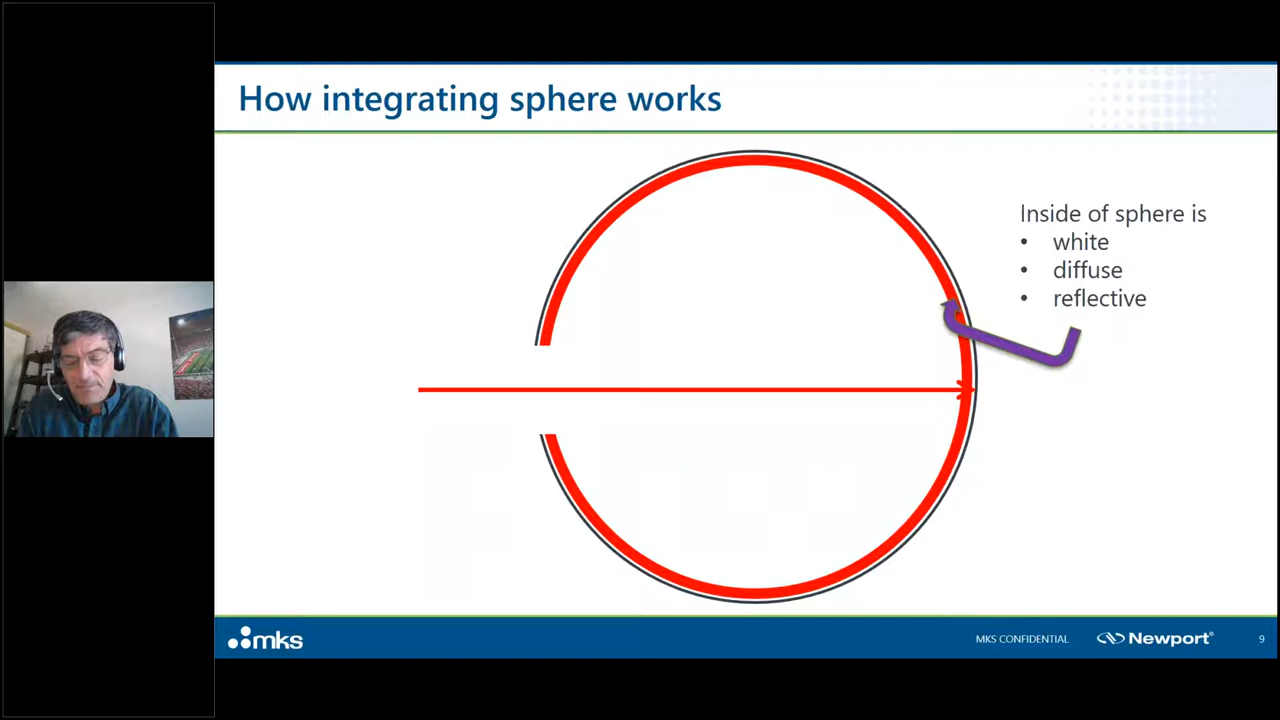 How integrating sphere works
Inside of sphere is
• white
• diffuse
• reflective
mks
MKS CONFIDENTIAL
Newport®
9